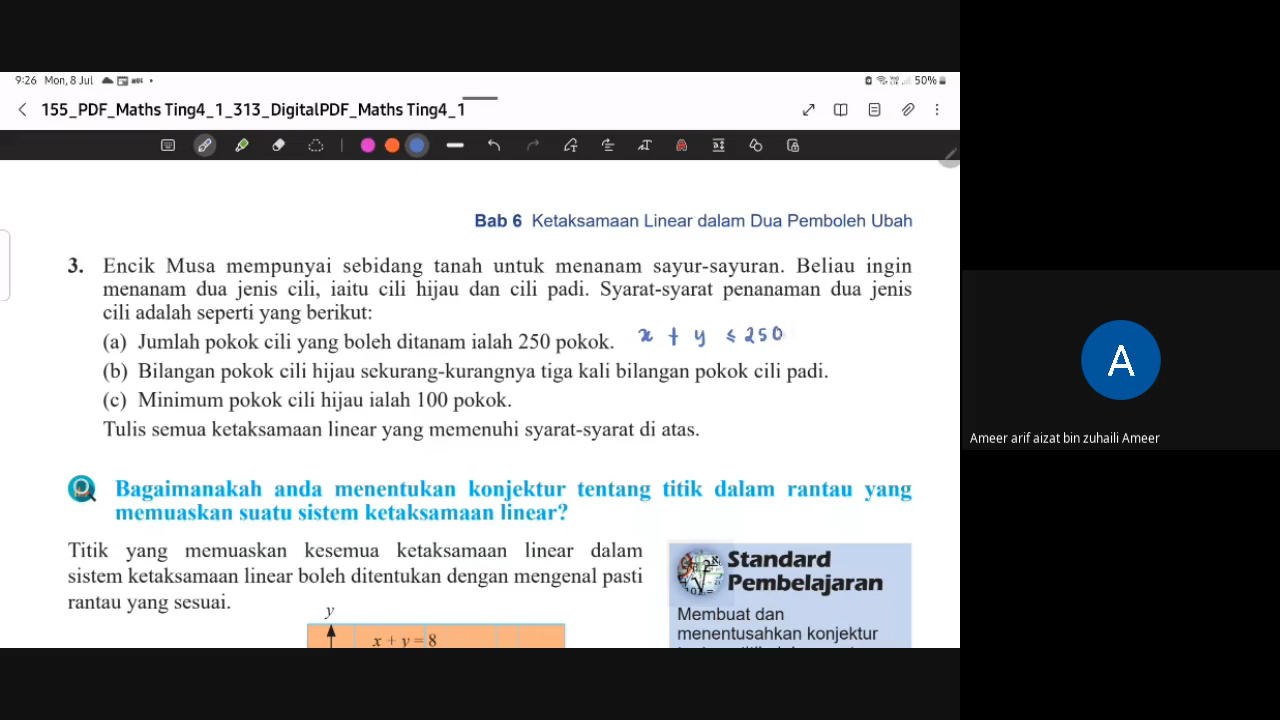 9:26 Mon, 8 Jul
50%
155_PDF_Maths Ting4_1_313_DigitalPDF_Maths Ting4_1
Bab 6 Ketaksamaan Linear dalam Dua Pemboleh Ubah
3. Encik Musa mempunyai sebidang tanah untuk menanam sayur-sayuran. Beliau ingin
menanam dua jenis cili, iaitu cili hijau dan cili padi. Syarat-syarat penanaman dua jenis
cili adalah seperti yang berikut:
(a) Jumlah pokok cili yang boleh ditanam ialah 250 pokok. x + y ≤ 250
(b) Bilangan pokok cili hijau sekurang-kurangnya tiga kali bilangan pokok cili padi.
(c) Minimum pokok cili hijau ialah 100 pokok.
Tulis semua ketaksamaan linear yang memenuhi syarat-syarat di atas.
Bagaimanakah anda menentukan konjektur tentang titik dalam rantau yang
memuaskan suatu sistem ketaksamaan linear?
Titik yang memuaskan kesemua ketaksamaan linear dalam
sistem ketaksamaan linear boleh ditentukan dengan mengenal pasti
rantau yang sesuai.
y
x + y = 8
Standard
Pembelajaran
Membuat dan
menentusahkan konjektur
A
Ameer arif aizat bin zuhaili Ameer